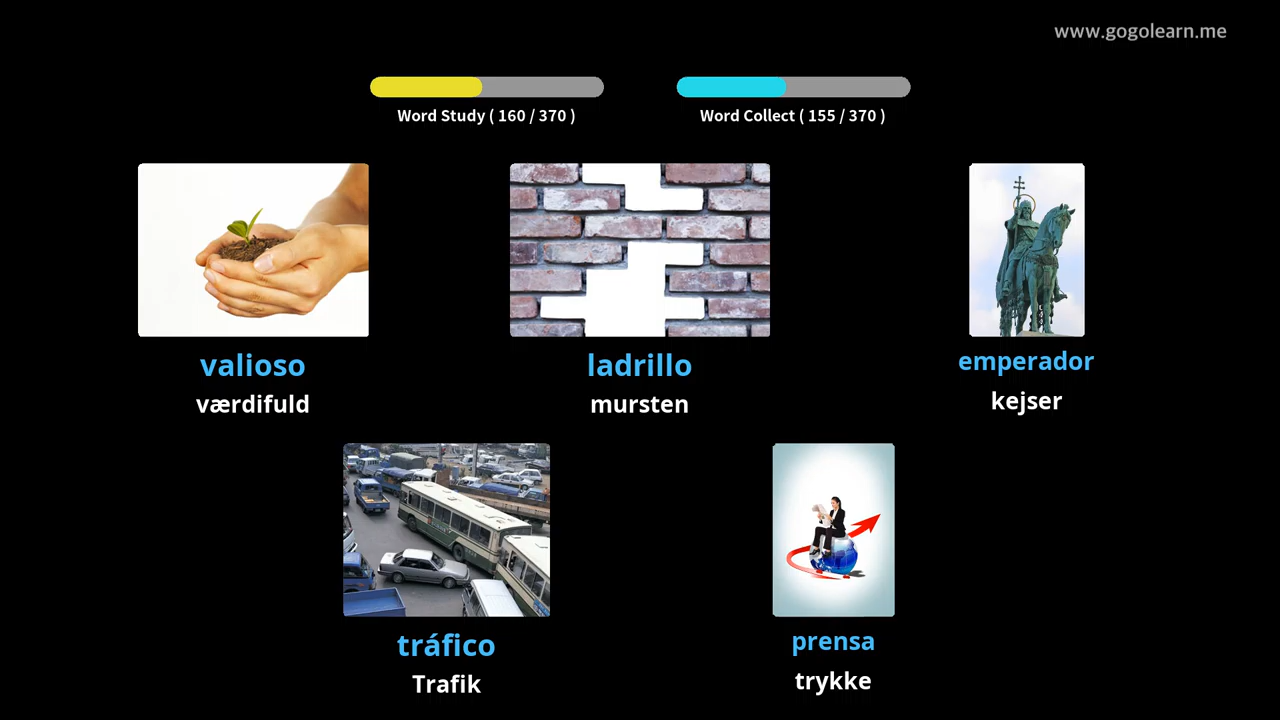 www.gogolearn.me
Word Study ( 160 / 370 )
Word Collect ( 155 / 370 )
valioso
værdifuld
ladrillo
mursten
emperador
kejser
tráfico
Trafik
prensa
trykke